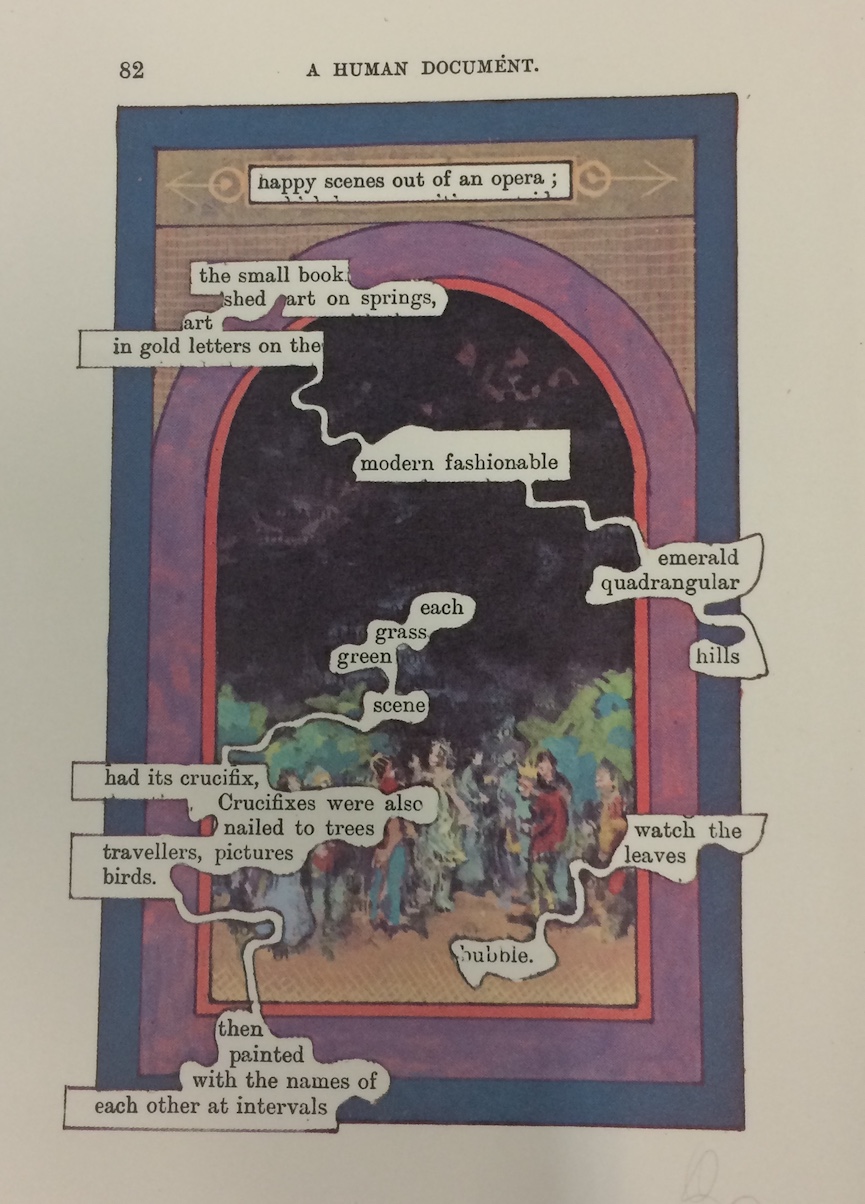 82
A HUMAN DOCUMENT.
happy scenes out of an opera ;
the small book
shed art on springs,
art
in gold letters on the
modern fashionable
emerald
quadrangular
hills
each
grass
green
scene
had its crucifix,
Crucifixes were also
nailed to trees
travellers, pictures
birds.
watch the
leaves
bubble.
then
painted
with the names of
each other at intervals